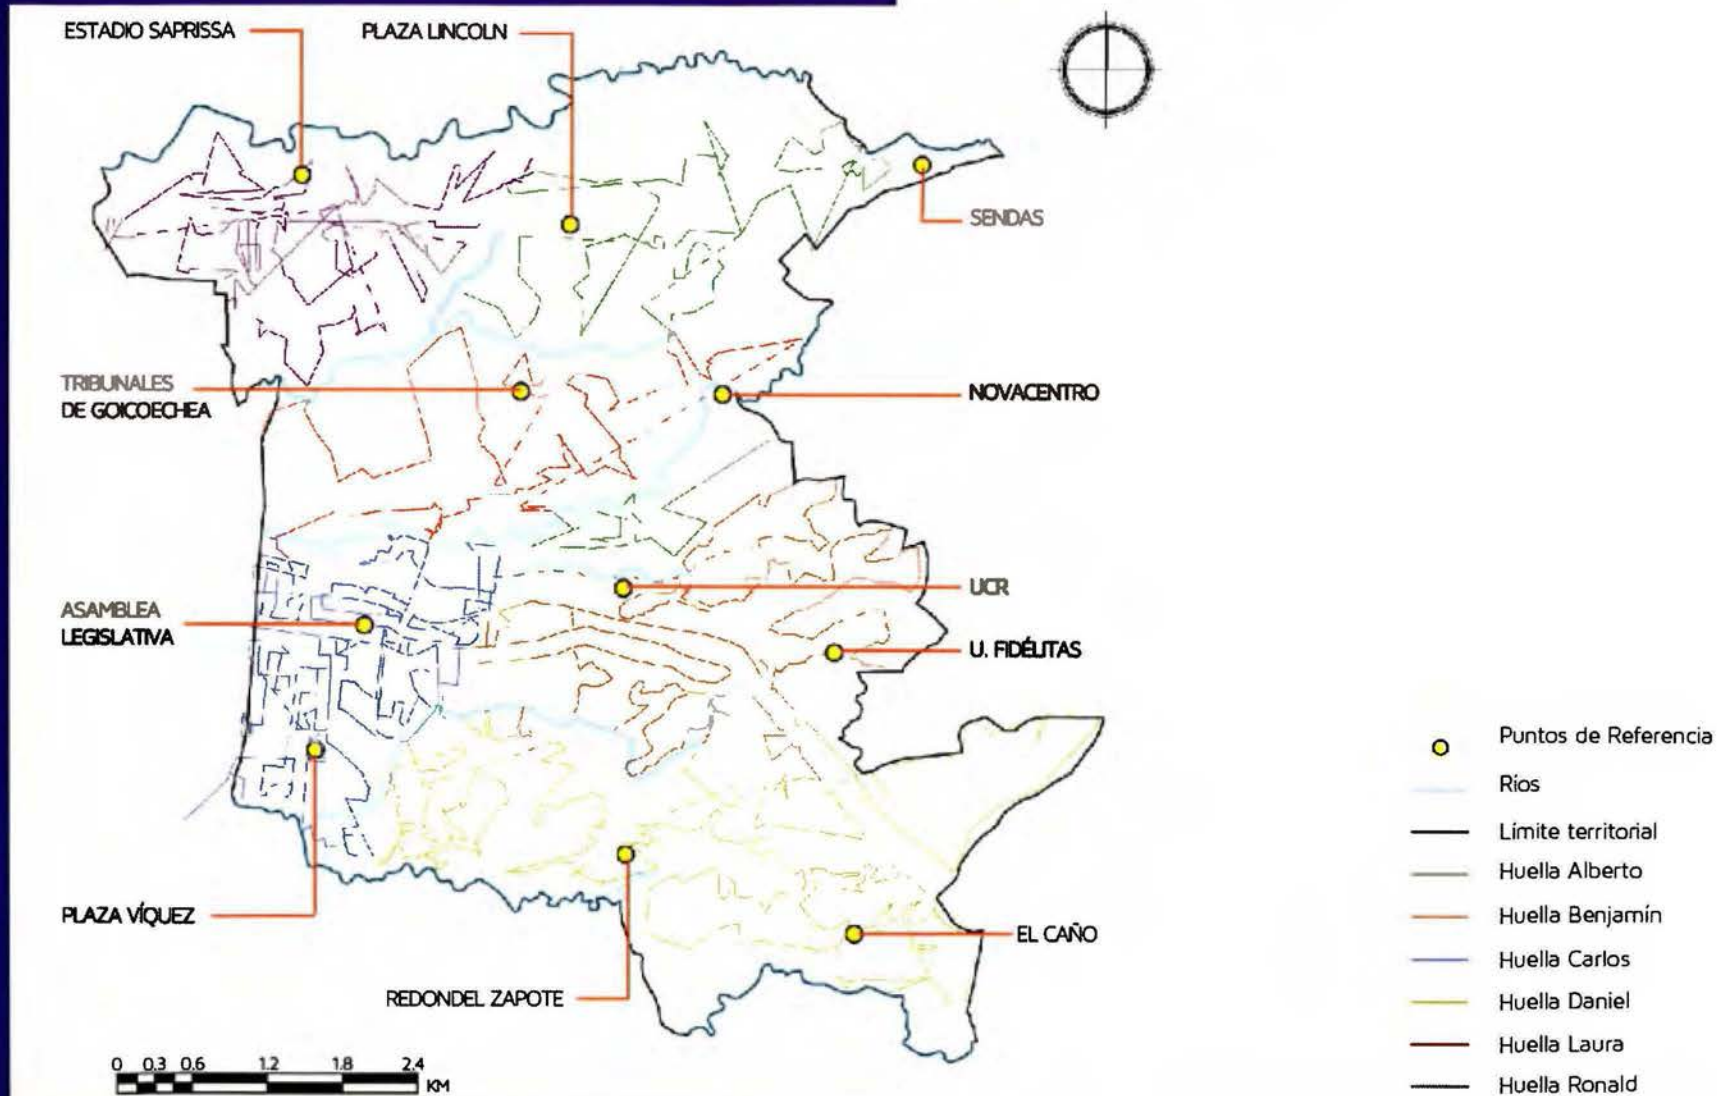 ESTADIO SAPRISSA
PLAZA LINCOLN
SENDAS
TRIBUNALES
DE GOICOECHEA
NOVACENTRO
ASAMBLEA
LEGISLATIVA
UCR
U. FIDÉLITAS
PLAZA VÍQUEZ
REDONDEL ZAPOTE
EL CAÑO
0 0.3 0.6 1.2 1.8 2.4
KM
Puntos de Referencia
Ríos
Límite territorial
Huella Alberto
Huella Benjamín
Huella Carlos
Huella Daniel
Huella Laura
Huella Ronald